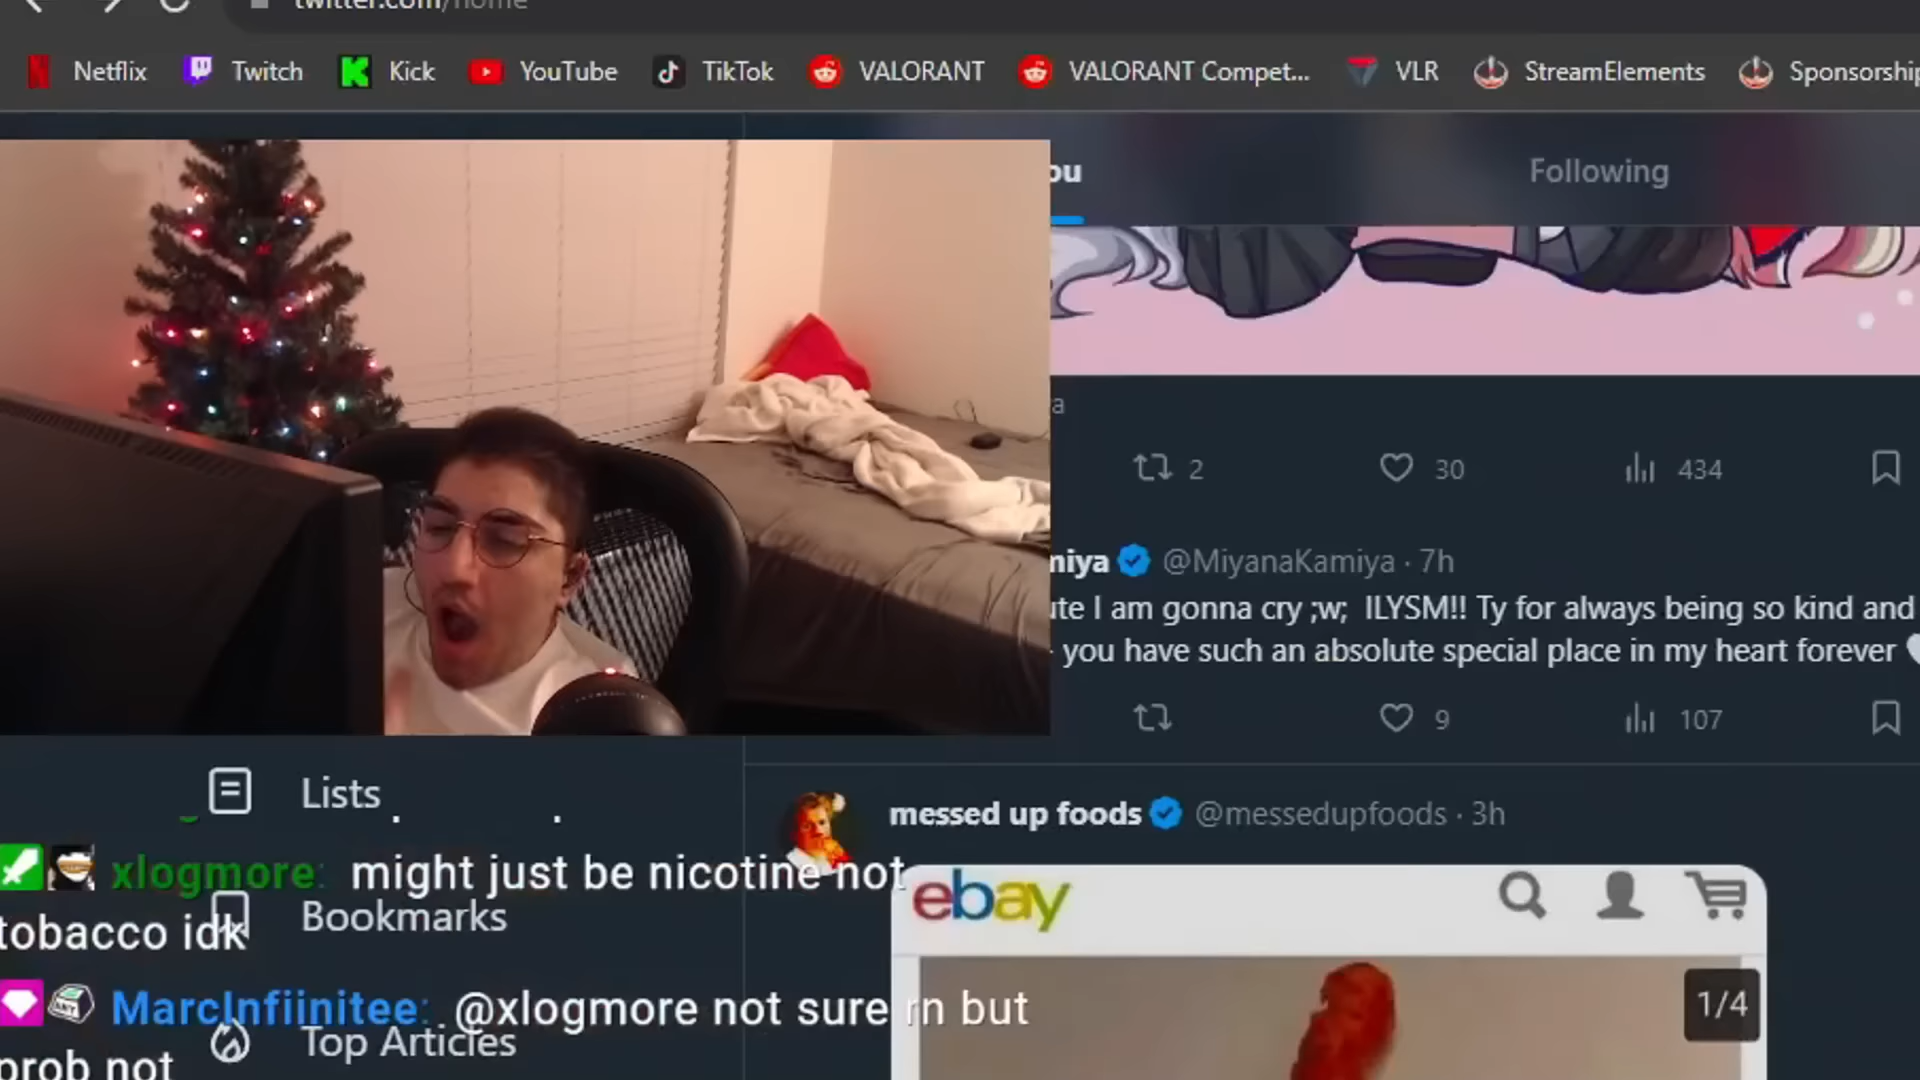 twitter.com/home
Netflix Twitch Kick YouTube TikTok VALORANT VALORANT Compet... VLR StreamElements Sponsorship
ou Following
a
2 30 434
miya @MiyanaKamiya · 7h
ute I am gonna cry ;w; ILYSM!! Ty for always being so kind and
you have such an absolute special place in my heart forever
9 107
Lists
messed up foods @messedupfoods · 3h
xlogmore: might just be nicotine not
tobacco idk
Bookmarks
ebay
1/4
MarcInfiinitee: @xlogmore not sure rn but
prob not
Top Articles